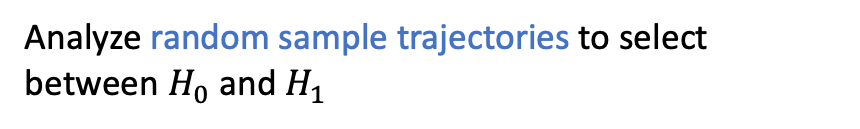 Analyze random sample trajectories to select
between H₀ and H₁